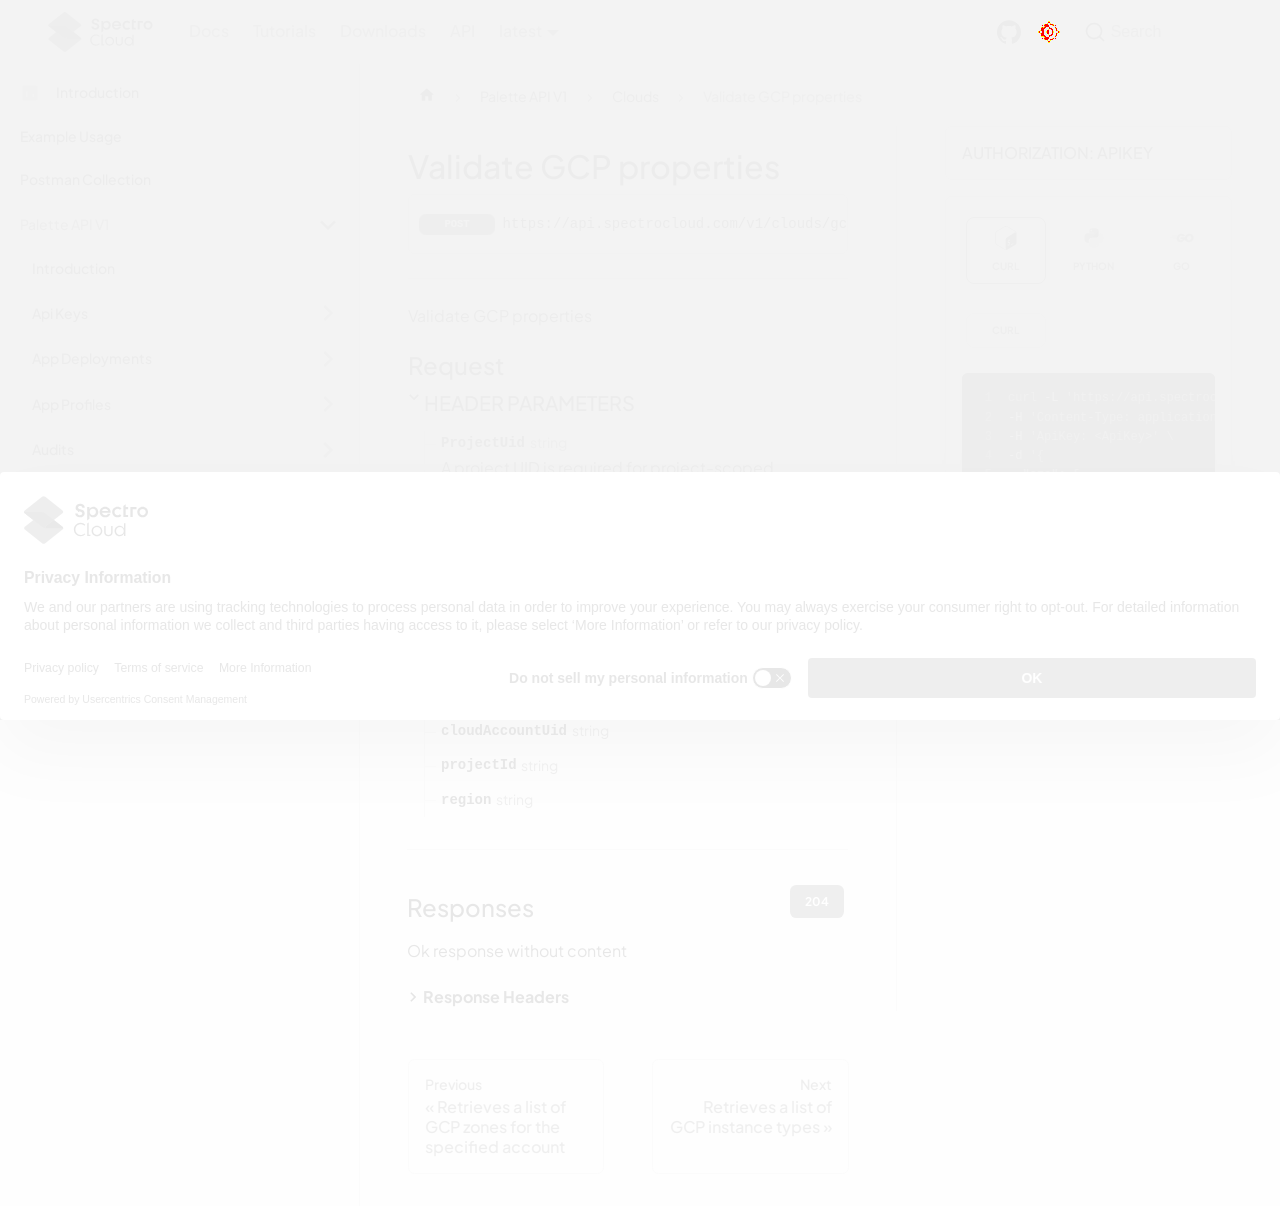 Spectro
Cloud
Docs
Tutorials
Downloads
API
latest
Search
Introduction
Example Usage
Postman Collection
Palette API V1
Introduction
Api Keys
App Deployments
App Profiles
Audits
Palette API V1
Clouds
Validate GCP properties
Validate GCP properties
POST
https://api.spectrocloud.com/v1/clouds/gc
Validate GCP properties
Request
HEADER PARAMETERS
ProjectUid string
A project UID is required for project-scoped
AUTHORIZATION: APIKEY
CURL
PYTHON
GO
CURL
Spectro
Cloud
Privacy Information
We and our partners are using tracking technologies to process personal data in order to improve your experience. You may always exercise your consumer right to opt-out. For detailed information
about personal information we collect and third parties having access to it, please select 'More Information' or refer to our privacy policy.
Privacy policy
Terms of service
More Information
Powered by Usercentrics Consent Management
Do not sell my personal information
OK
cloudAccountUid string
projectId string
region string
Responses
204
Ok response without content
Response Headers
Previous
« Retrieves a list of
GCP zones for the
specified account
Next
Retrieves a list of
GCP instance types »